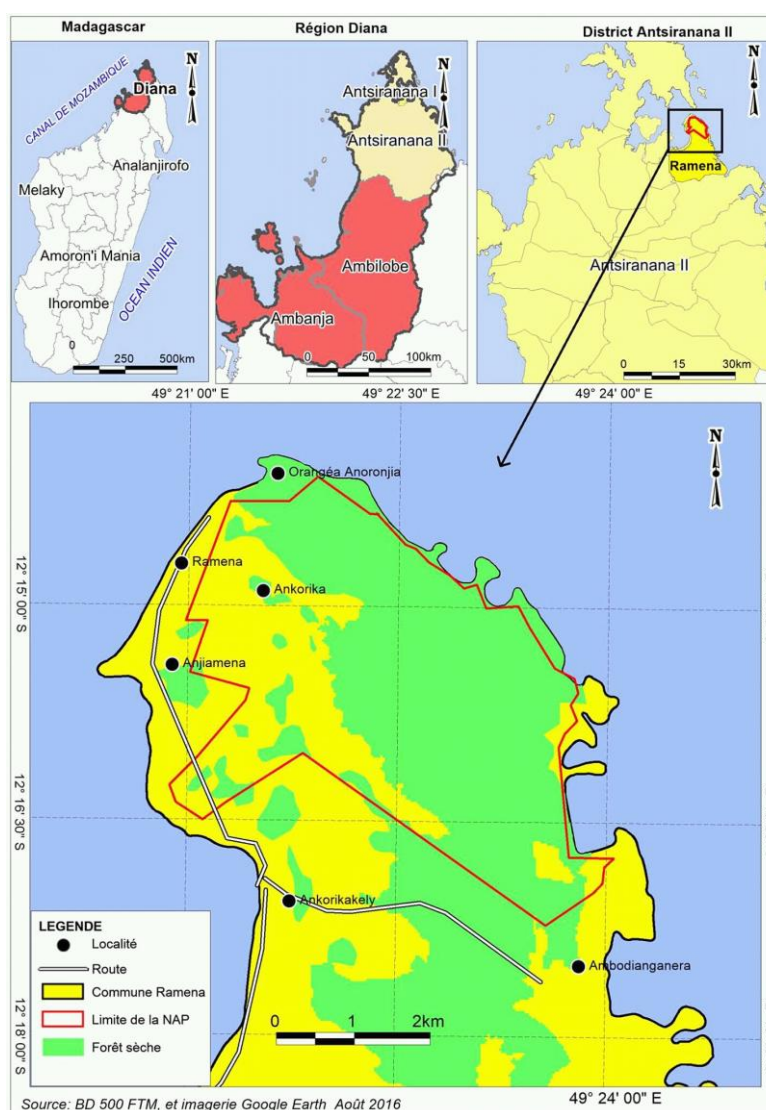 Madagascar
Région Diana
District Antsiranana II
N
CANAL DE MOZAMBIQUE
Diana
Analanjirofo
Melaky
Amoron'i Mania
Ihorombe
OCEAN INDIEN
0
250 500km
N
Antsiranana I
Antsiranana II
Ambilobe
Ambanja
0 50 100km
N
Ramena
Antsiranana II
0 15 30km
49° 21' 00" E
49° 22' 30" E
49° 24' 00" E
N
Orangéa Anoronjia
Ramena
Ankorika
12° 15' 00" S
Anjiamena
12° 16' 30" S
Ankorikakely
Ambodianganera
12° 18' 00" S
LEGENDE
Localité
Route
Commune Ramena
Limite de la NAP
Forêt sèche
0 1 2km
49° 24' 00" E
Source: BD 500 FTM, et imagerie Google Earth Août 2016